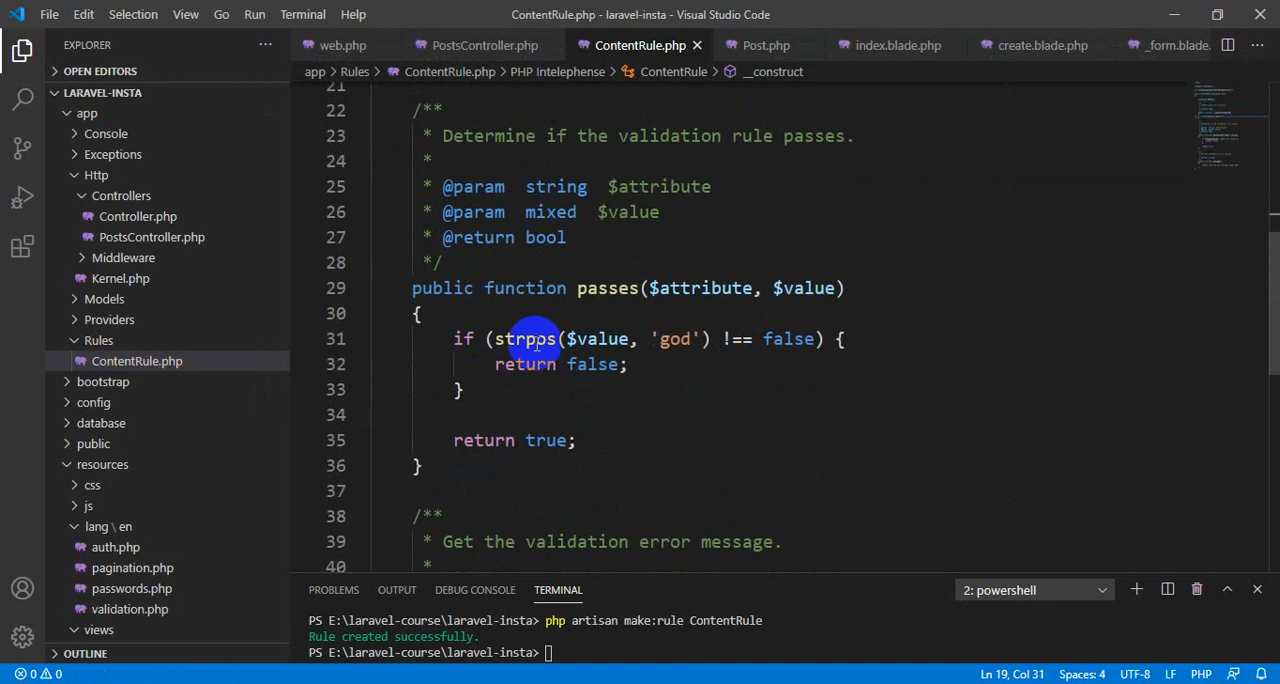 File Edit Selection View Go Run Terminal Help ContentRule.php - laravel-insta - Visual Studio Code
EXPLORER
web.php PostsController.php ContentRule.php Post.php index.blade.php create.blade.php _form.blade.
OPEN EDITORS
app > Rules > ContentRule.php > PHP Intelephense > ContentRule > __construct
LARAVEL-INSTA
app
Console
Exceptions
Http
Controllers
Controller.php
PostsController.php
Middleware
Kernel.php
Models
Providers
Rules
ContentRule.php
bootstrap
config
database
public
resources
css
js
lang \ en
auth.php
pagination.php
passwords.php
validation.php
views
OUTLINE
21
22 /**
23 * Determine if the validation rule passes.
24 *
25 * @param string $attribute
26 * @param mixed $value
27 * @return bool
28 */
29 public function passes($attribute, $value)
30 {
31 if (strpps($value, 'god') !== false) {
32 return false;
33 }
34
35 return true;
36 }
37
38 /**
39 * Get the validation error message.
40 *
PROBLEMS OUTPUT DEBUG CONSOLE TERMINAL 2: powershell
PS E:\laravel-course\laravel-insta> php artisan make:rule ContentRule
Rule created successfully.
PS E:\laravel-course\laravel-insta>
0 0 Ln 19, Col 31 Spaces: 4 UTF-8 LF PHP